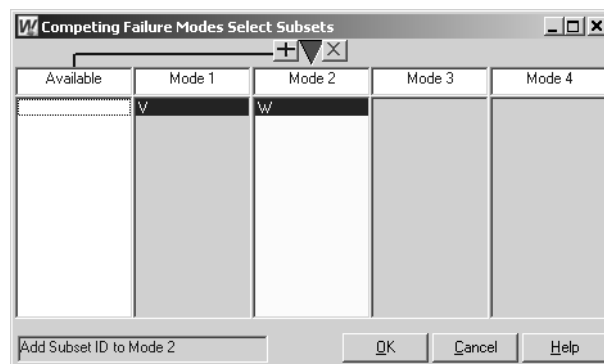 Competing Failure Modes Select Subsets
Available Mode 1 Mode 2 Mode 3 Mode 4
V W
Add Subset ID to Mode 2
OK Cancel Help